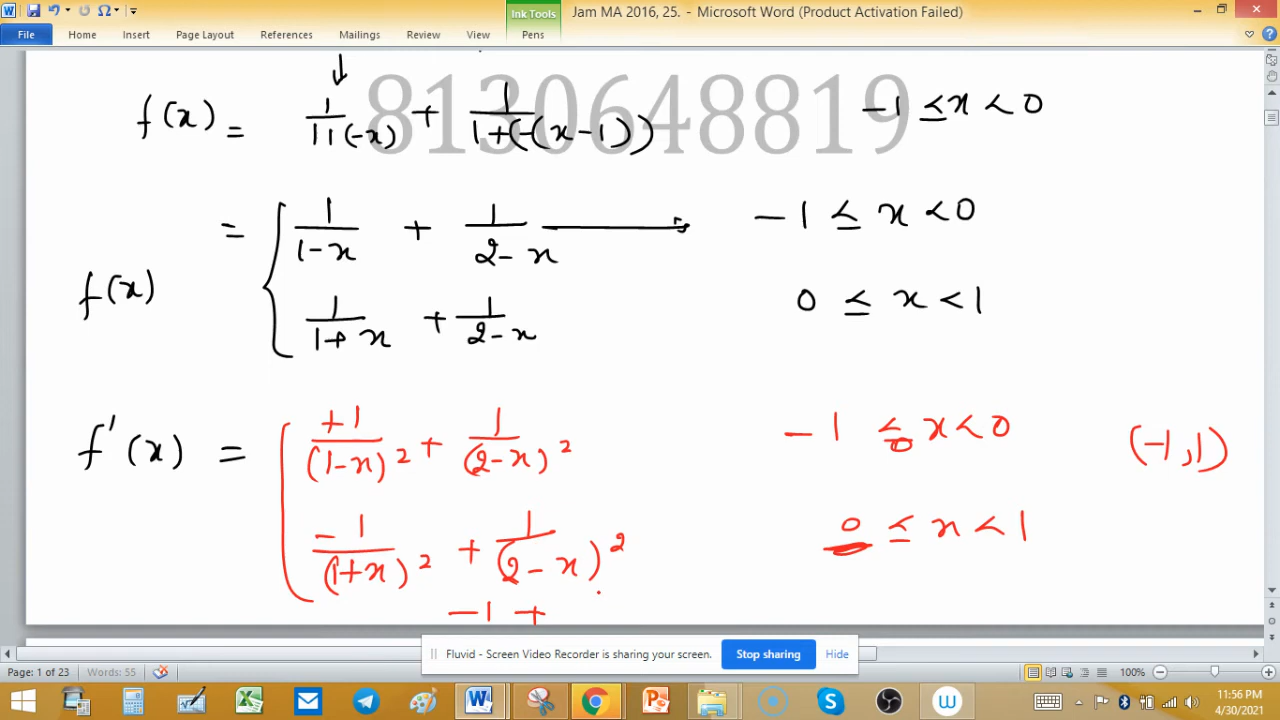 Jam MA 2016, 25. - Microsoft Word (Product Activation Failed)
Ink Tools
File Home Insert Page Layout References Mailings Review View Pens
8130648819
f(x) = 1/11(-x) + 1/1+(-(x-1)) -1 ≤ x < 0
= { 1/1-x + 1/2-x → -1 ≤ x < 0
f(x)
1/1+x + 1/2-x 0 ≤ x < 1
f'(x) = { +1/(1-x)² + 1/(2-x)² -1 ≤ x < 0 (-1,1)
-1/(1+x)² + 1/(2-x)² 0 ≤ x < 1
-1 +
Fluvid - Screen Video Recorder is sharing your screen. Stop sharing Hide
Page: 1 of 23 Words: 55 100%
11:56 PM
4/30/2021